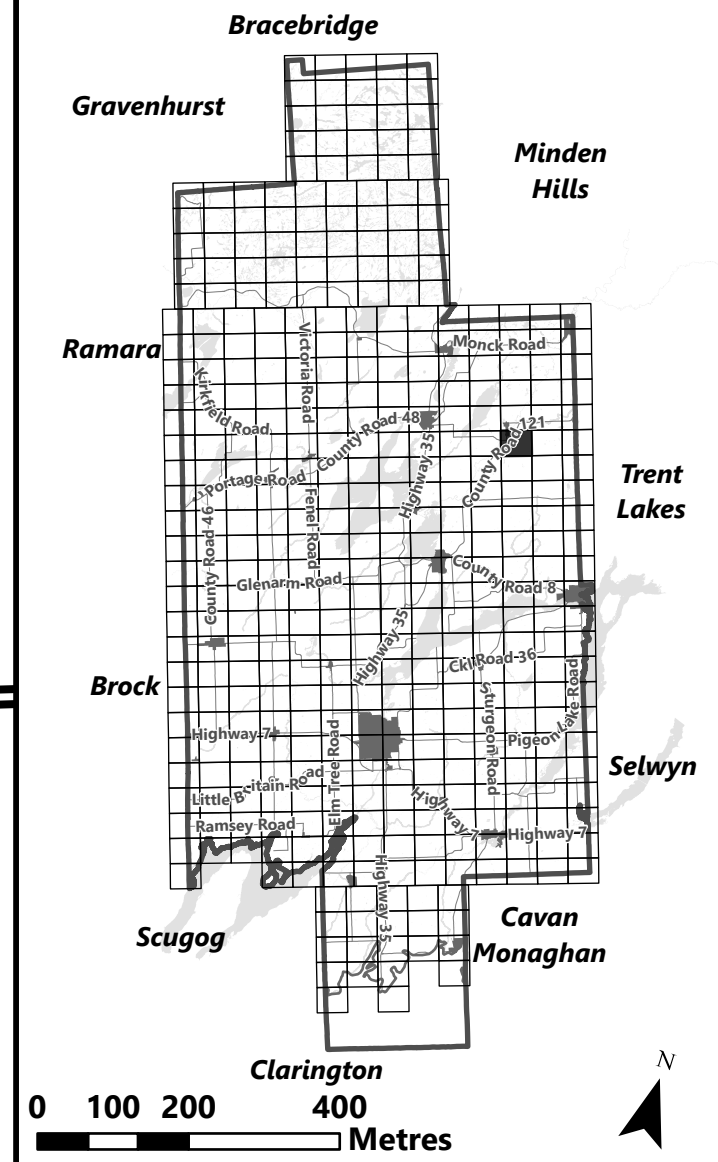 Bracebridge
Gravenhurst
Minden
Hills
Ramara
Monck Road
Victoria Road
Kirkfield Road
County Road 48
County Road 121
Highway 35
Portage Road
Trent
Lakes
Fenel Road
County Road 46
Glenarm Road
County Road 8
Highway 35
Ckl Road 36
Brock
Sturgeon Road
Pigeon Lake Road
Highway 7
Elm Tree Road
Selwyn
Little Britain Road
Highway 7
Ramsey Road
Highway 7
Highway 35
Scugog
Cavan
Monaghan
Clarington
N
0 100 200 400
Metres